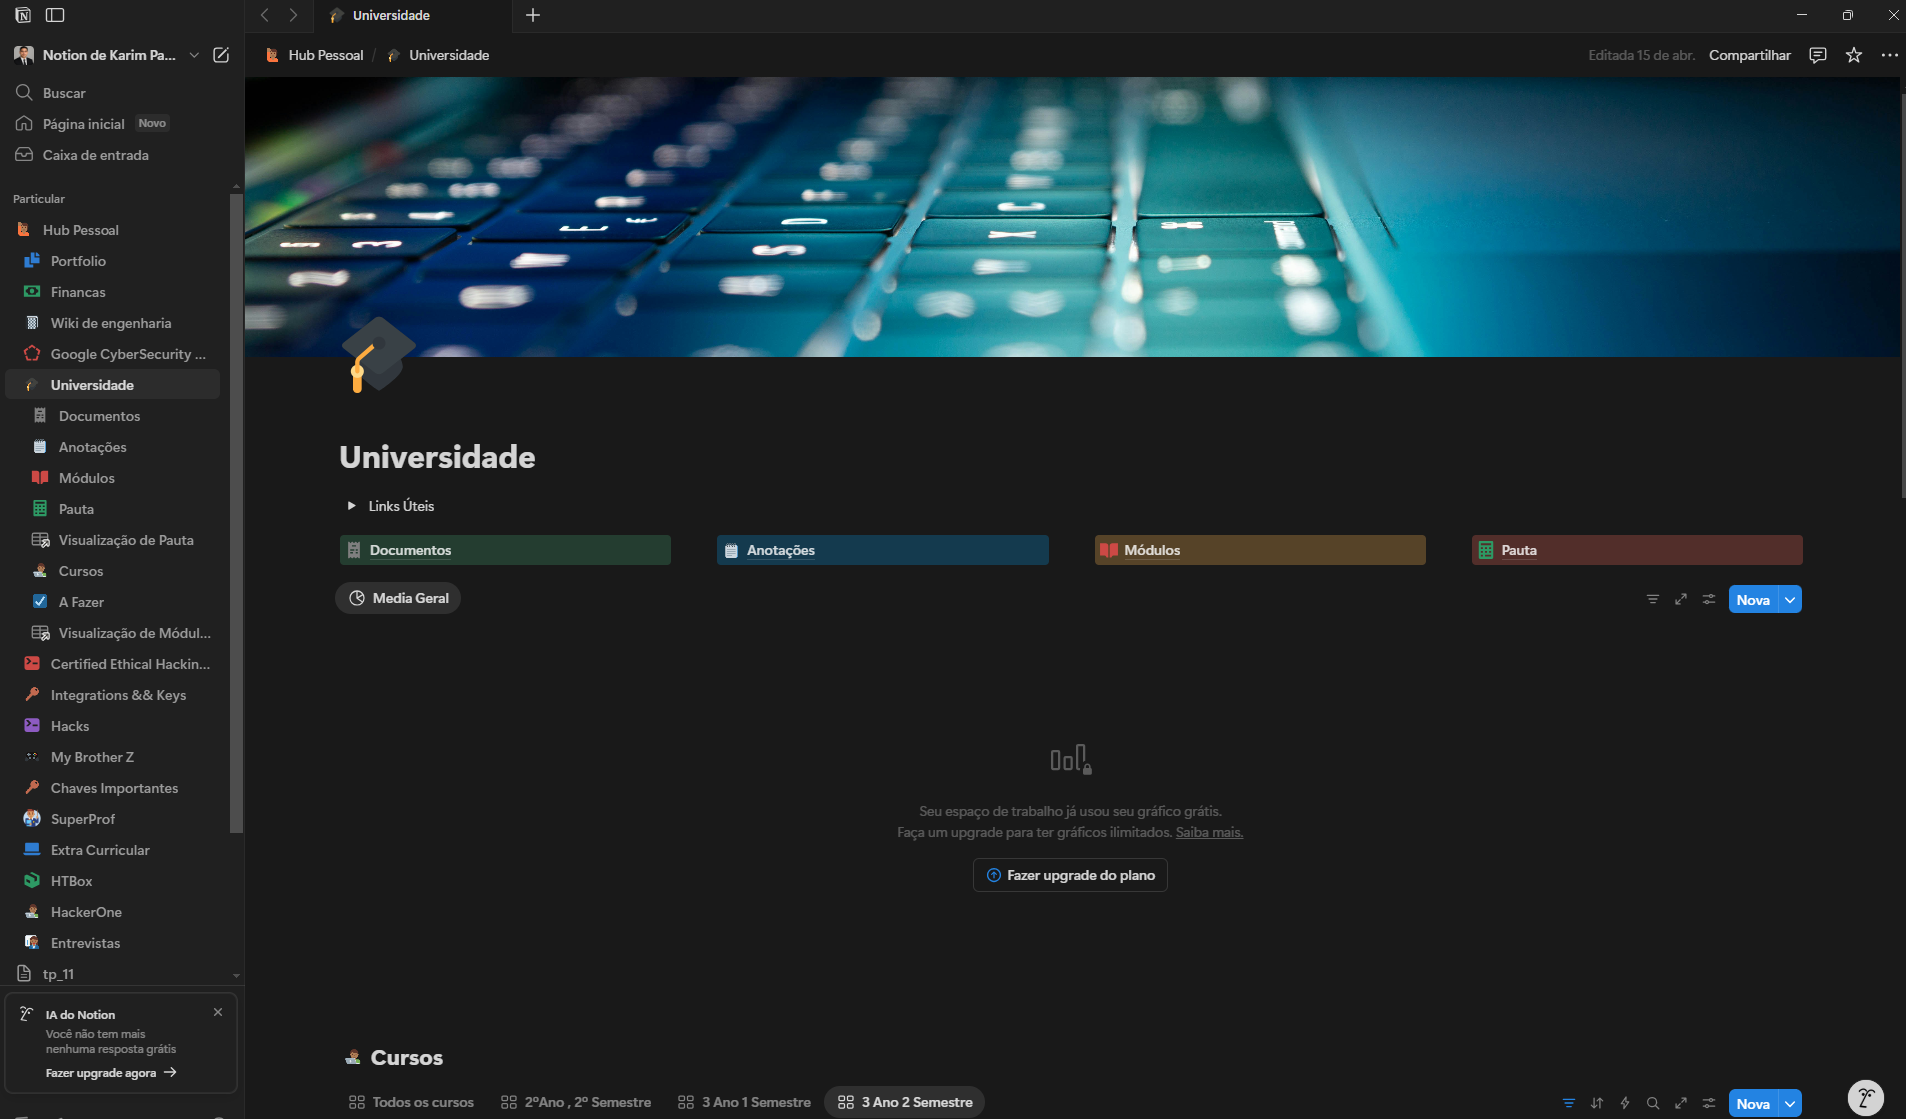 Universidade
Notion de Karim Pa...
Hub Pessoal / Universidade
Editada 15 de abr.
Compartilhar
Buscar
Página inicial Novo
Caixa de entrada
Particular
Hub Pessoal
Portfolio
Financas
Wiki de engenharia
Google CyberSecurity ...
Universidade
Documentos
Anotações
Módulos
Pauta
Visualização de Pauta
Cursos
A Fazer
Visualização de Módul...
Certified Ethical Hackin...
Integrations && Keys
Hacks
My Brother Z
Chaves Importantes
SuperProf
Extra Curricular
HTBox
HackerOne
Entrevistas
tp_11
IA do Notion
Você não tem mais
nenhuma resposta grátis
Fazer upgrade agora →
Universidade
Links Úteis
Documentos
Anotações
Módulos
Pauta
Media Geral
Nova
Seu espaço de trabalho já usou seu gráfico grátis.
Faça um upgrade para ter gráficos ilimitados. Saiba mais.
Fazer upgrade do plano
Cursos
Todos os cursos
2ºAno , 2º Semestre
3 Ano 1 Semestre
3 Ano 2 Semestre
Nova